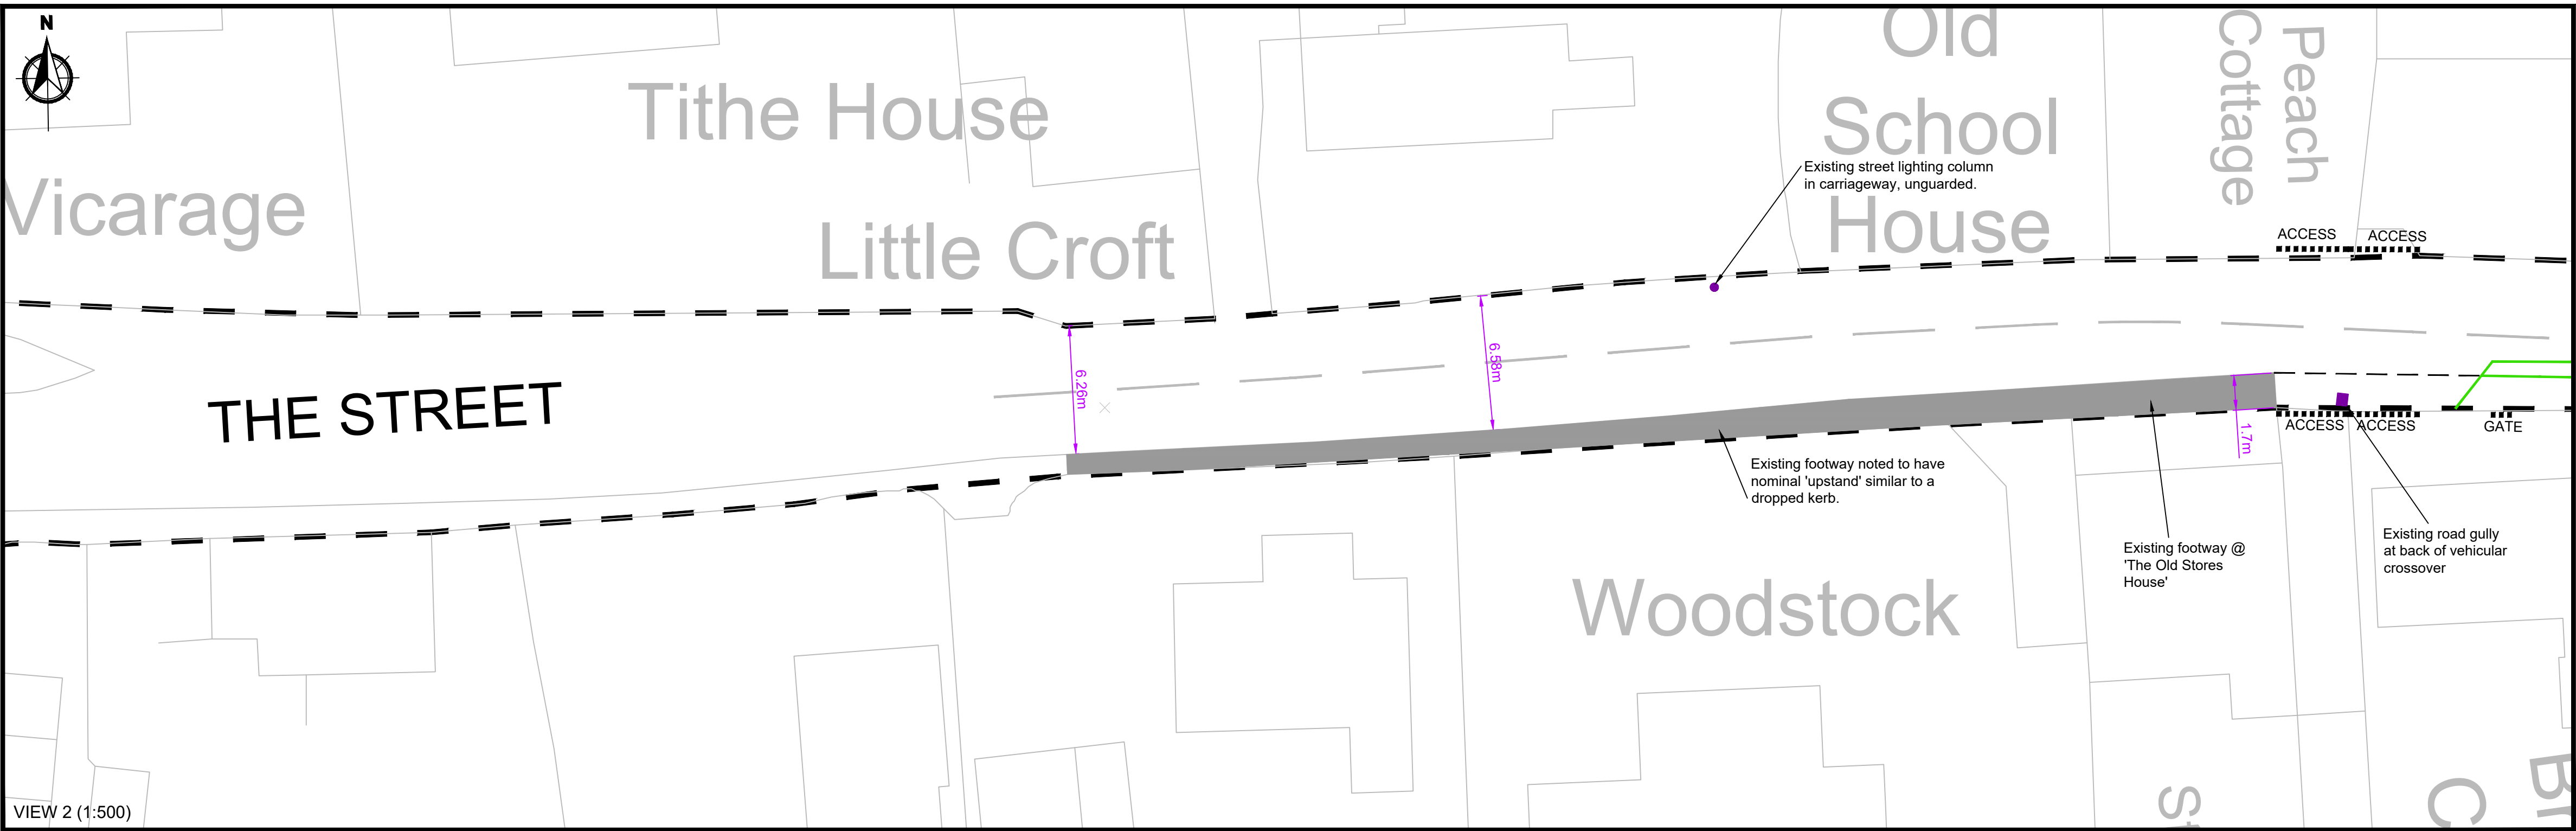 N
Old
School
House
Peach
Cottage
Tithe House
Vicarage
Little Croft
Existing street lighting column
in carriageway, unguarded.
ACCESS
ACCESS
THE STREET
6.26m
6.58m
1.7m
ACCESS
ACCESS
GATE
Existing footway noted to have
nominal 'upstand' similar to a
dropped kerb.
Existing footway @
'The Old Stores
House'
Existing road gully
at back of vehicular
crossover
Woodstock
St
C
VIEW 2 (1:500)